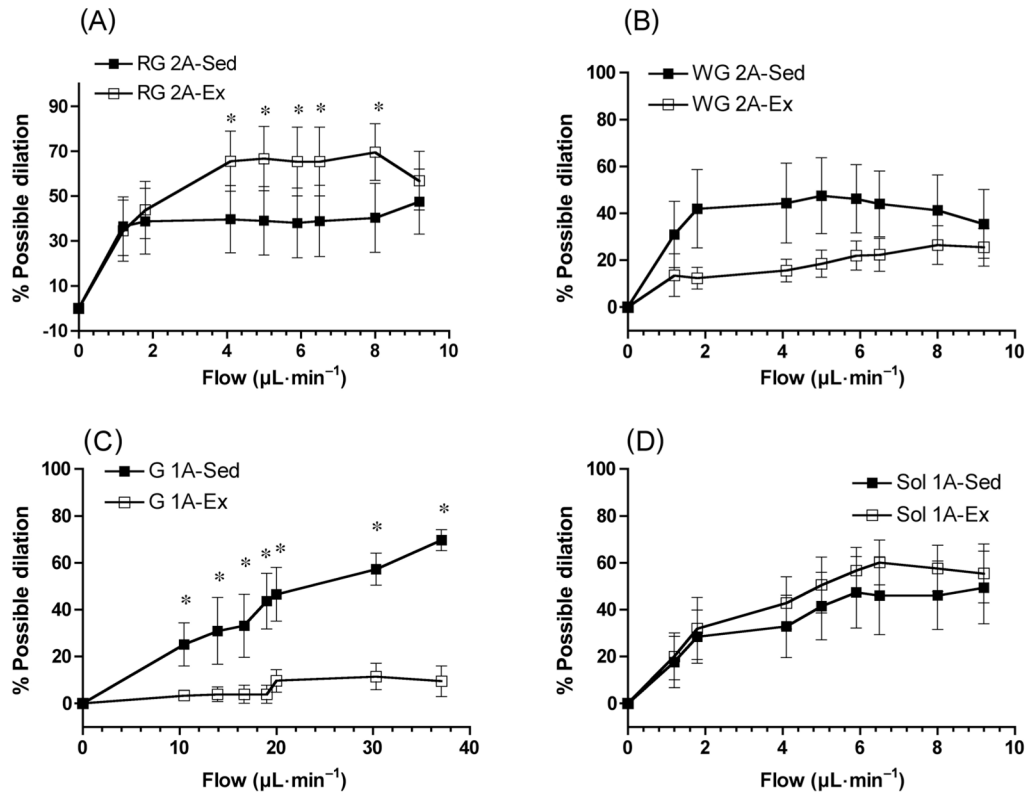 (A)
RG 2A-Sed
RG 2A-Ex
* * * * *
% Possible dilation
90
70
50
30
10
-10
0 2 4 6 8 10
Flow (µL·min⁻¹)
(B)
WG 2A-Sed
WG 2A-Ex
% Possible dilation
100
80
60
40
20
0
0 2 4 6 8 10
Flow (µL·min⁻¹)
(C)
G 1A-Sed
G 1A-Ex
* * * * * * *
% Possible dilation
100
80
60
40
20
0
0 10 20 30 40
Flow (µL·min⁻¹)
(D)
Sol 1A-Sed
Sol 1A-Ex
% Possible dilation
100
80
60
40
20
0
0 2 4 6 8 10
Flow (µL·min⁻¹)